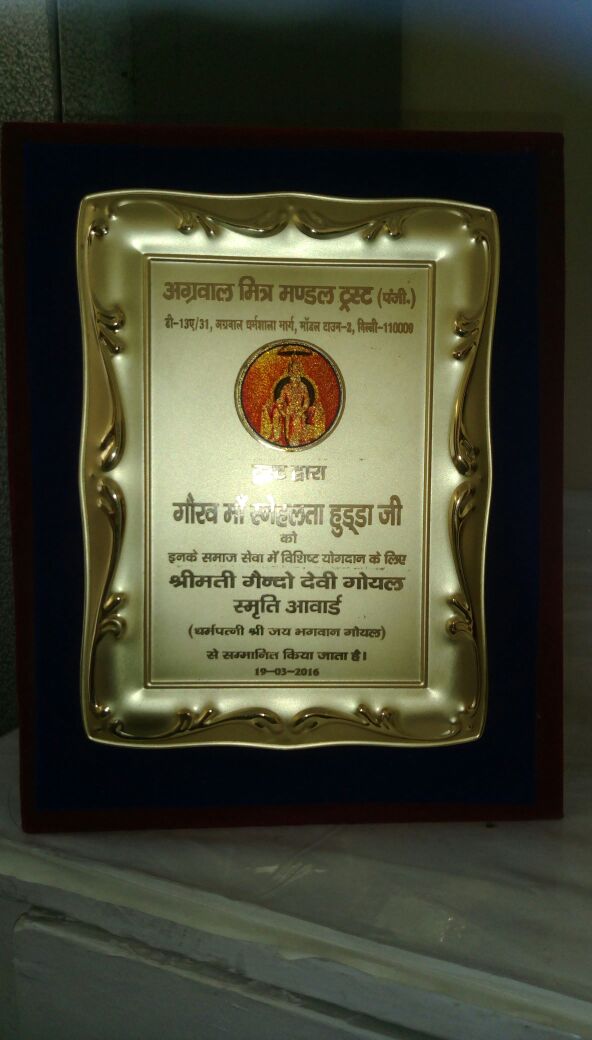 अग्रवाल मित्र मण्डल ट्रस्ट (पंजी.)
डी-13ए/31, अग्रवाल धर्मशाला मार्ग, मॉडल टाउन-2, दिल्ली-110009
द्वारा
गौरव माँ स्नेहलता हुड्डा जी
को
इनके समाज सेवा में विशिष्ट योगदान के लिए
श्रीमती गैन्दो देवी गोयल
स्मृति आवार्ड
(धर्मपत्नी श्री जय भगवान गोयल)
से सम्मानित किया जाता है।
19-03-2016